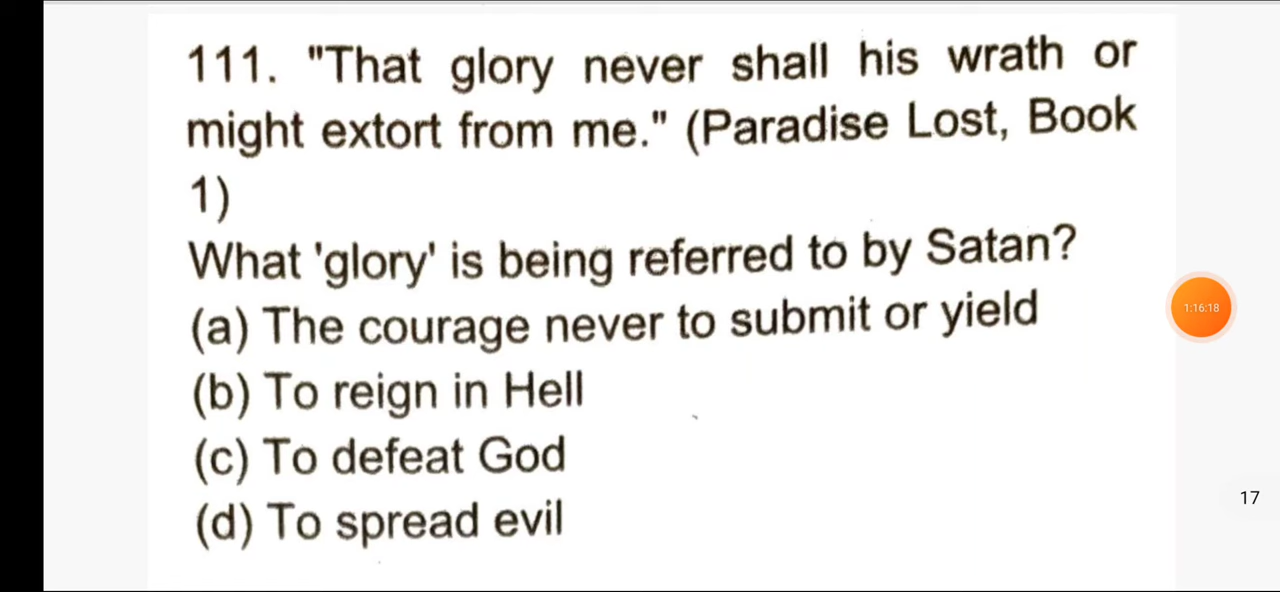 111. "That glory never shall his wrath or
might extort from me." (Paradise Lost, Book
1)
What 'glory' is being referred to by Satan?
(a) The courage never to submit or yield
(b) To reign in Hell
(c) To defeat God
(d) To spread evil
1:16:18
17